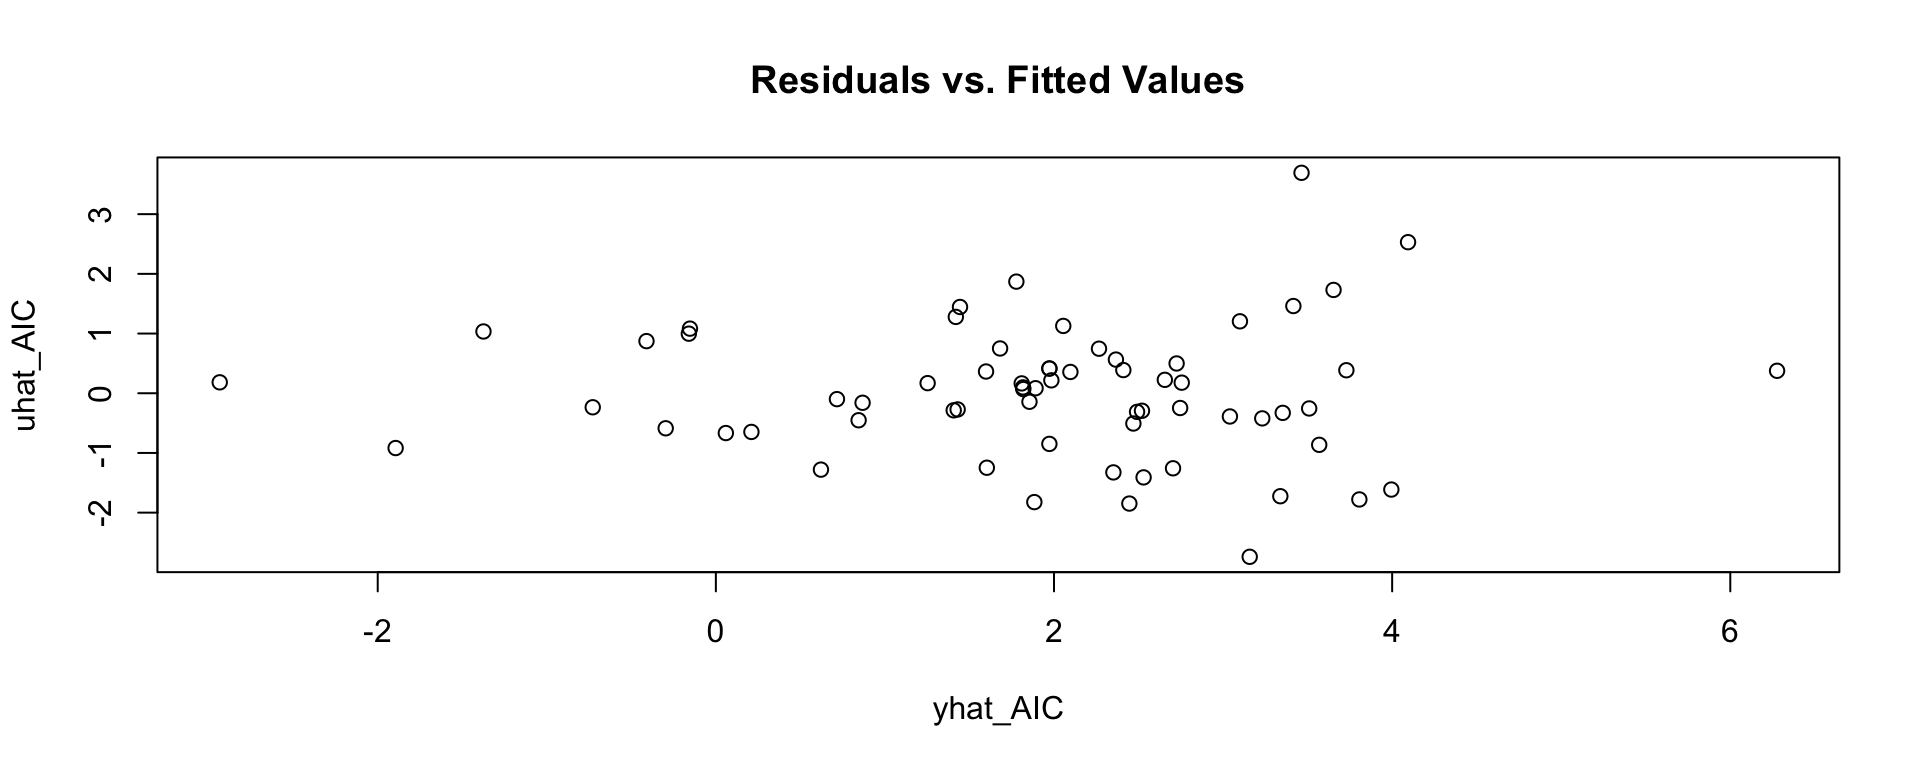 Residuals vs. Fitted Values
uhat_AIC
3
2
1
0
-1
-2
-2 0 2 4 6
yhat_AIC